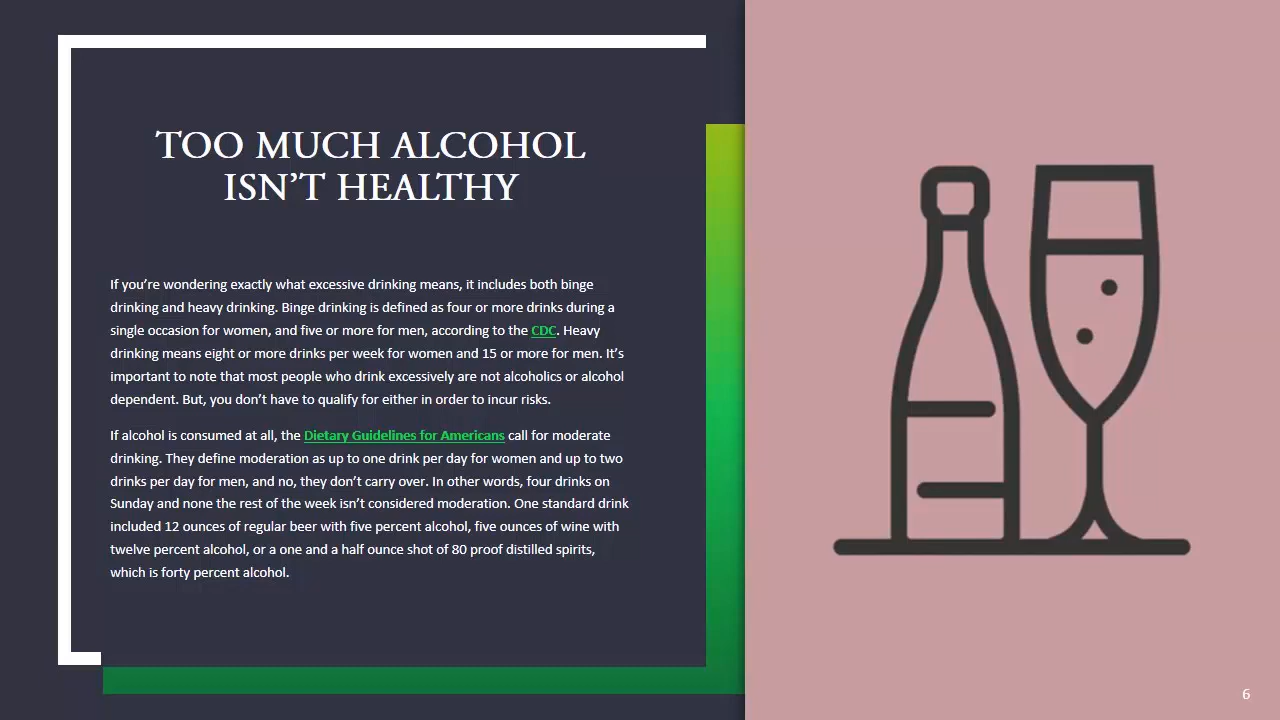 TOO MUCH ALCOHOL
ISN’T HEALTHY
If you’re wondering exactly what excessive drinking means, it includes both binge
drinking and heavy drinking. Binge drinking is defined as four or more drinks during a
single occasion for women, and five or more for men, according to the CDC. Heavy
drinking means eight or more drinks per week for women and 15 or more for men. It’s
important to note that most people who drink excessively are not alcoholics or alcohol
dependent. But, you don’t have to qualify for either in order to incur risks.
If alcohol is consumed at all, the Dietary Guidelines for Americans call for moderate
drinking. They define moderation as up to one drink per day for women and up to two
drinks per day for men, and no, they don’t carry over. In other words, four drinks on
Sunday and none the rest of the week isn’t considered moderation. One standard drink
included 12 ounces of regular beer with five percent alcohol, five ounces of wine with
twelve percent alcohol, or a one and a half ounce shot of 80 proof distilled spirits,
which is forty percent alcohol.
6